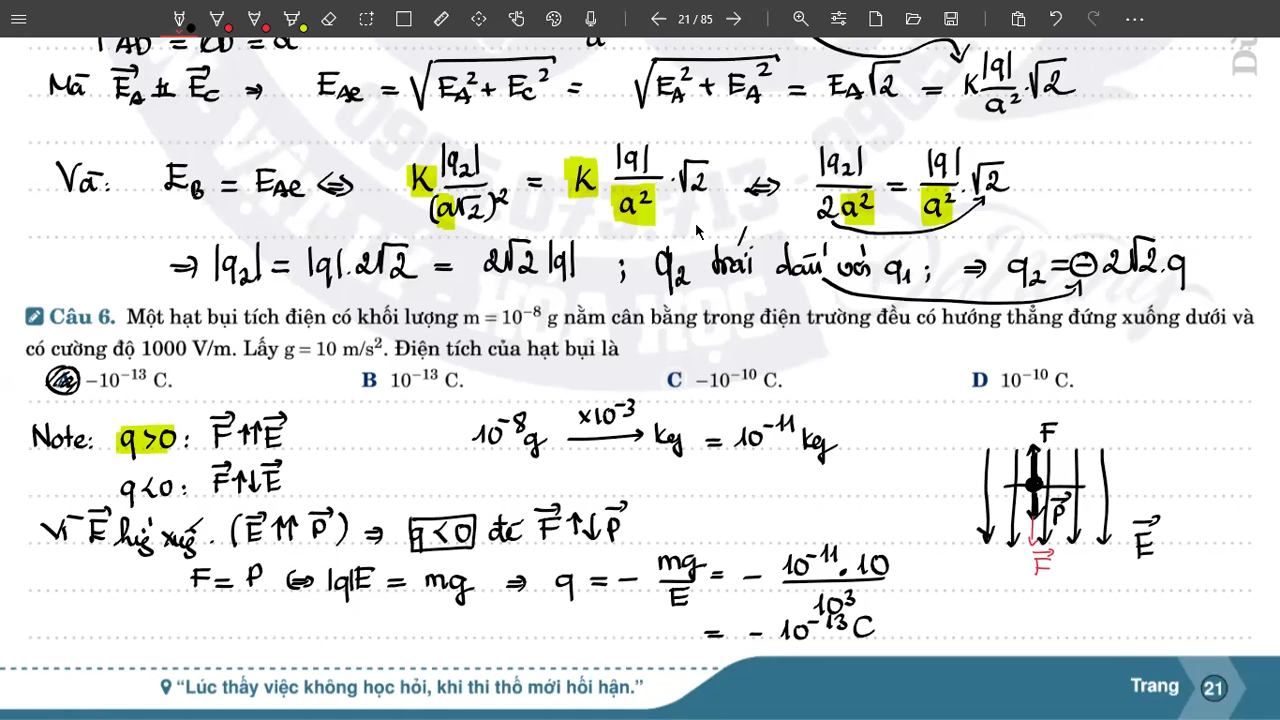 21 / 85
Mà E⃗_A ⊥ E⃗_C ⇒ E_AC = √(E_A² + E_C²) = √(E_A² + E_A²) = E_A√2 = K |q|/a² · √2
Và: E_B = E_AC ⇔ K |q₂|/(a√2)² = K |q|/a² · √2 ⇔ |q₂|/2a² = |q|/a² · √2
⇒ |q₂| = |q|.2√2 = 2√2 |q| ; q₂ trái dấu với q₁ ; ⇒ q₂ = ⊖ 2√2.q
Câu 6. Một hạt bụi tích điện có khối lượng m = 10⁻⁸ g nằm cân bằng trong điện trường đều có hướng thẳng đứng xuống dưới và
có cường độ 1000 V/m. Lấy g = 10 m/s². Điện tích của hạt bụi là
−10⁻¹³ C. B 10⁻¹³ C. C −10⁻¹⁰ C. D 10⁻¹⁰ C.
Note: q > 0 : F⃗ ↑↑ E⃗ 10⁻⁸ g ×10⁻³ → kg = 10⁻¹¹ kg F
q < 0 : F⃗ ↑↓ E⃗
P⃗
Vì E⃗ hg xuống. (E⃗ ↑↑ P⃗) ⇒ q < 0 để F⃗ ↑↓ P⃗ E⃗
F⃗
F = P ⇔ |q|E = mg ⇒ q = − mg/E = − 10⁻¹¹ . 10 / 10³
= − 10⁻¹³ C
"Lúc thấy việc không học hỏi, khi thi thố mới hối hận."
Trang 21